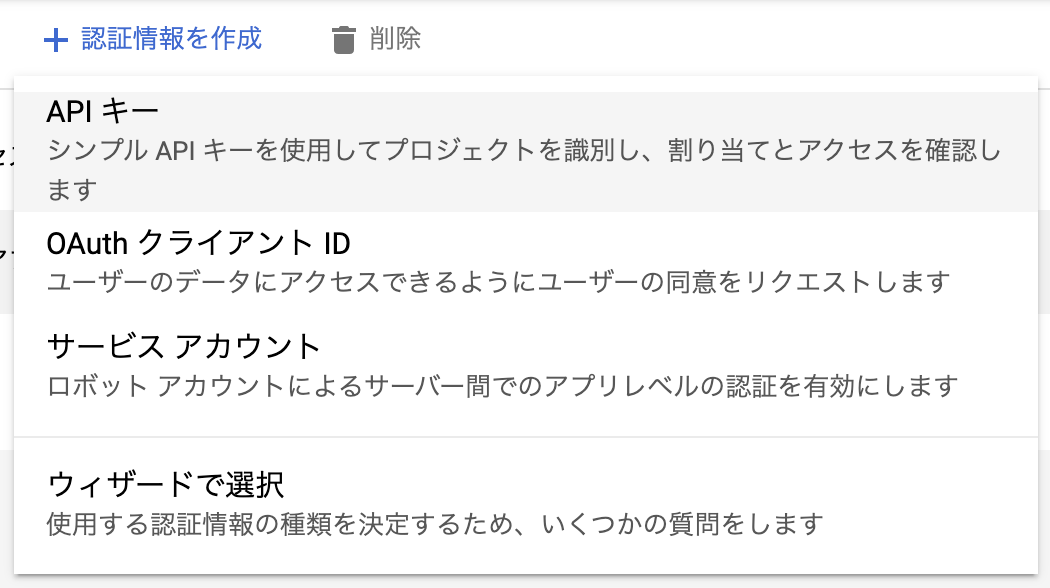 認証情報を作成
削除
API キー
シンプル API キーを使用してプロジェクトを識別し、割り当てとアクセスを確認し
ます
OAuth クライアント ID
ユーザーのデータにアクセスできるようにユーザーの同意をリクエストします
サービス アカウント
ロボット アカウントによるサーバー間でのアプリレベルの認証を有効にします
ウィザードで選択
使用する認証情報の種類を決定するため、いくつかの質問をします